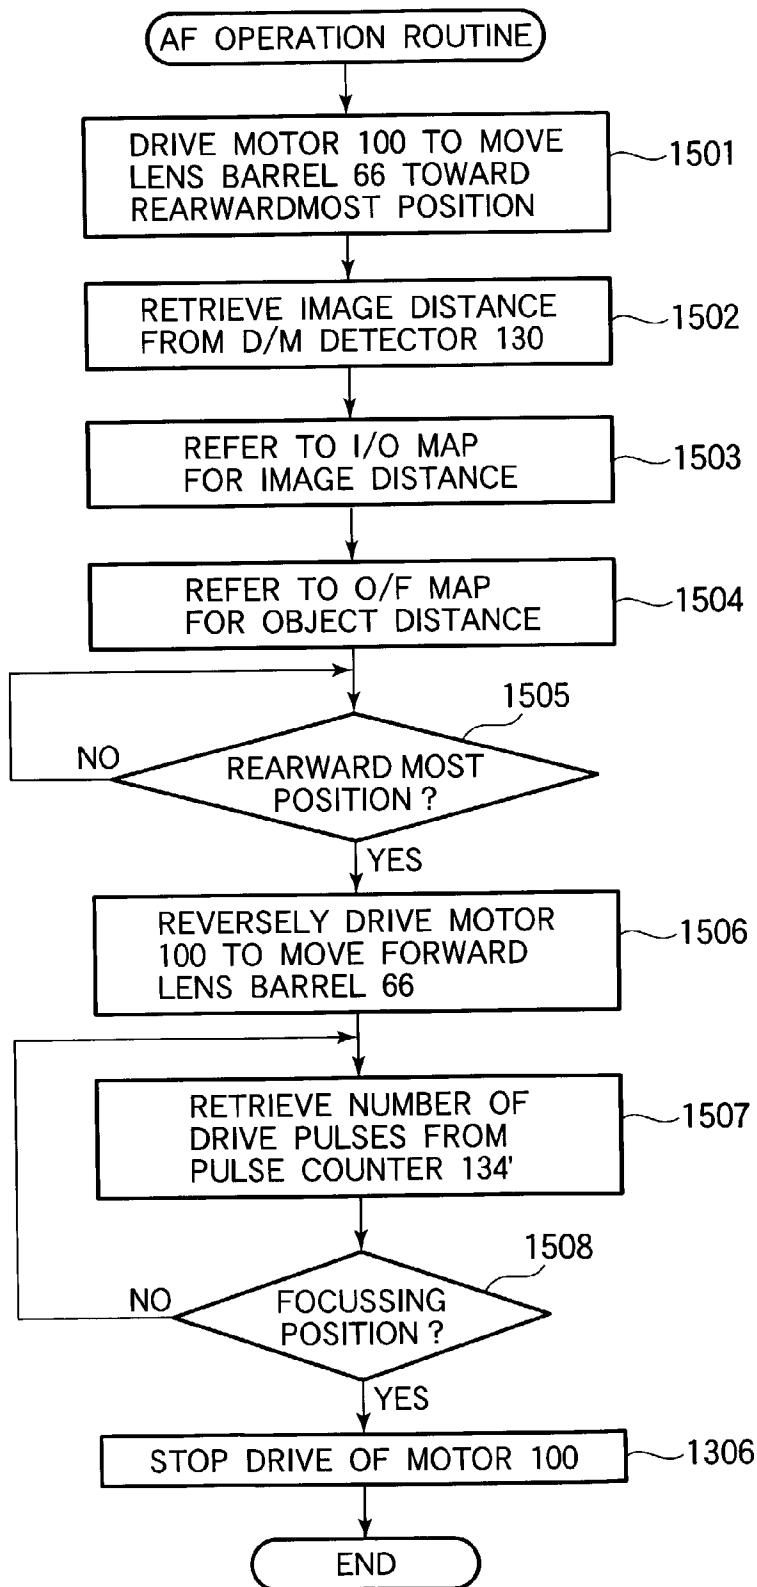 AF OPERATION ROUTINE
DRIVE MOTOR 100 TO MOVE
LENS BARREL 66 TOWARD
REARWARDMOST POSITION
1501
RETRIEVE IMAGE DISTANCE
FROM D/M DETECTOR 130
1502
REFER TO I/O MAP
FOR IMAGE DISTANCE
1503
REFER TO O/F MAP
FOR OBJECT DISTANCE
1504
1505
NO
REARWARD MOST
POSITION ?
YES
REVERSELY DRIVE MOTOR
100 TO MOVE FORWARD
LENS BARREL 66
1506
RETRIEVE NUMBER OF
DRIVE PULSES FROM
PULSE COUNTER 134'
1507
1508
NO
FOCUSSING
POSITION ?
YES
STOP DRIVE OF MOTOR 100
1306
END